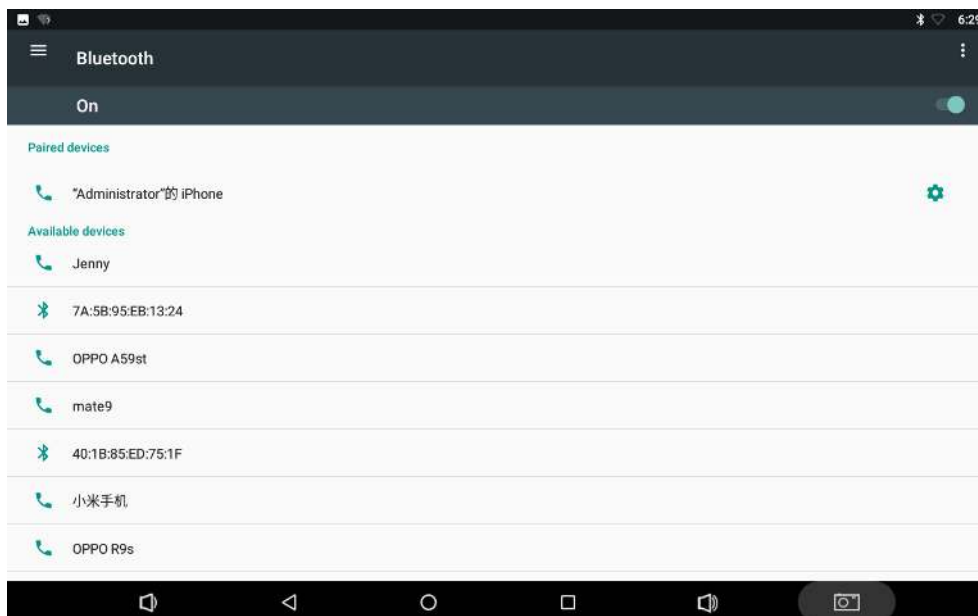 6:29
Bluetooth
On
Paired devices
"Administrator"的 iPhone
Available devices
Jenny
7A:5B:95:EB:13:24
OPPO A59st
mate9
40:1B:85:ED:75:1F
小米手机
OPPO R9s